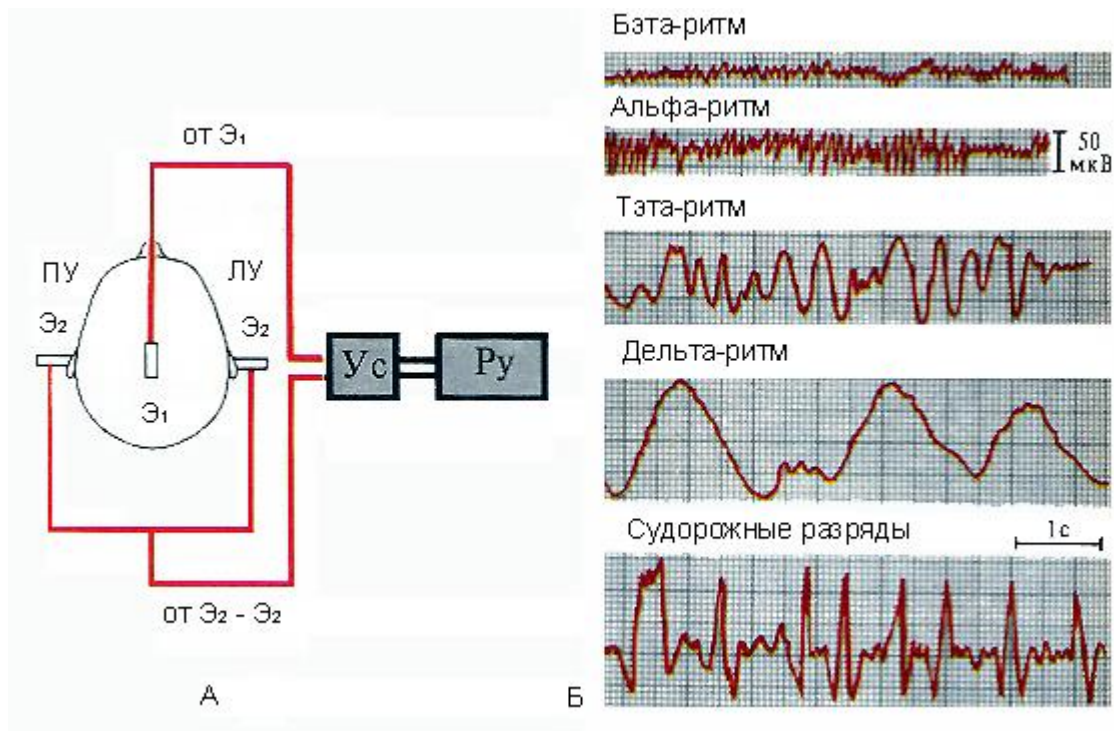 от Э₁
ПУ
ЛУ
Э₂
Э₂
Э₁
Ус
Ру
от Э₂ - Э₂
А
Б
Бэта-ритм
Альфа-ритм
50
мкВ
Тэта-ритм
Дельта-ритм
Судорожные разряды
1с